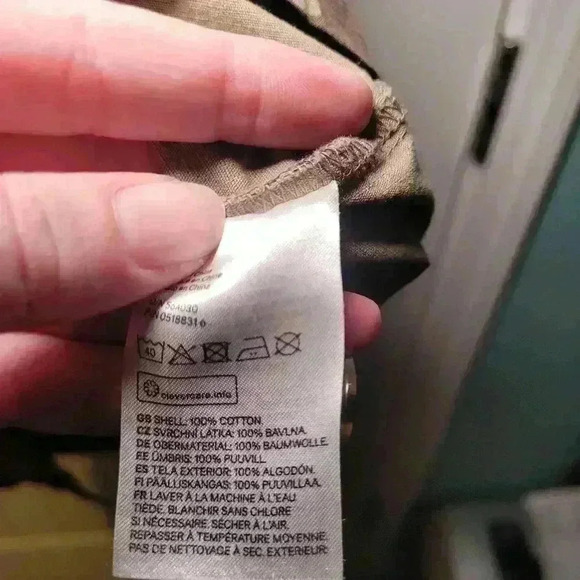 40
clevercare.info
GB SHELL: 100% COTTON.
CZ SVRCHNÍ LÁTKA: 100% BAVLNA.
DE OBERMATERIAL: 100% BAUMWOLLE.
EE ÜMBRIS: 100% PUUVILL
ES TELA EXTERIOR: 100% ALGODÓN.
FI PÄÄLLISKANGAS: 100% PUUVILLAA.
FR LAVER À LA MACHINE À L'EAU
TIÈDE. BLANCHIR SANS CHLORE
SI NÉCESSAIRE. SÉCHER À L'AIR.
REPASSER À TEMPÉRATURE MOYENNE.
PAS DE NETTOYAGE À SEC. EXTÉRIEUR: